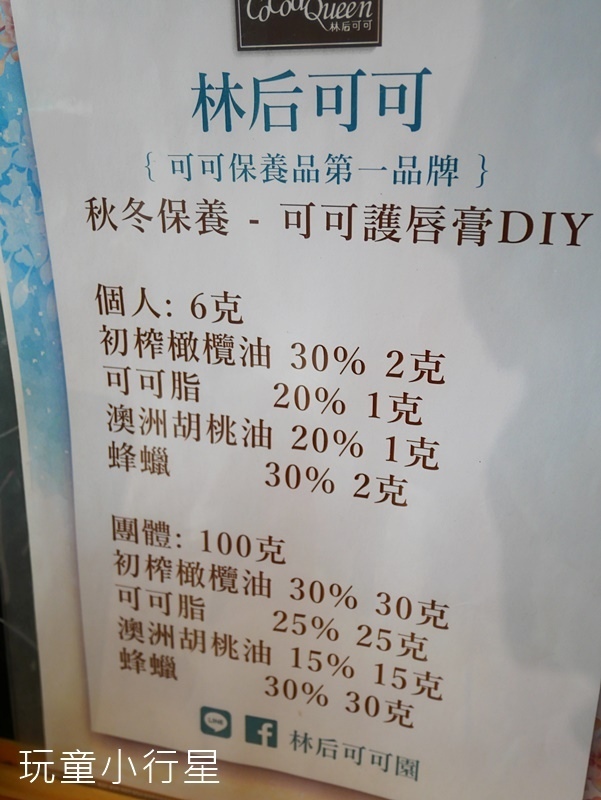 Cocoa Queen
林后可可
林后可可
{ 可可保養品第一品牌 }
秋冬保養 - 可可護唇膏DIY
個人: 6克
初榨橄欖油 30% 2克
可可脂 20% 1克
澳洲胡桃油 20% 1克
蜂蠟 30% 2克
團體: 100克
初榨橄欖油 30% 30克
可可脂 25% 25克
澳洲胡桃油 15% 15克
蜂蠟 30% 30克
LINE f 林后可可園
玩童小行星